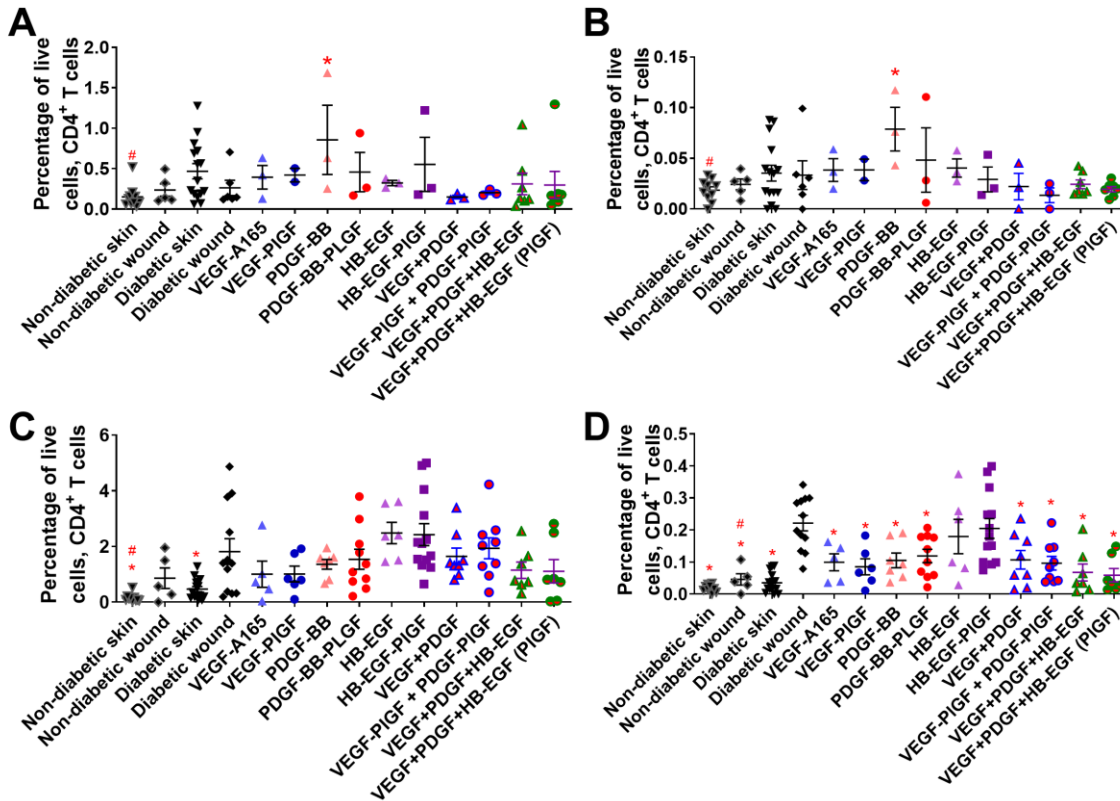 A
Percentage of live
cells, CD4+ T cells
2.0
1.5
1.0
0.5
0.0
#
*
Non-diabetic skin
Non-diabetic wound
Diabetic skin
Diabetic wound
VEGF-A165
VEGF-PlGF
PDGF-BB
PDGF-BB-PLGF
HB-EGF
HB-EGF-PlGF
VEGF+PDGF
VEGF-PlGF + PDGF-PlGF
VEGF+PDGF+HB-EGF
VEGF+PDGF+HB-EGF (PlGF)
B
Percentage of live
cells, CD4+ T cells
0.15
0.10
0.05
0.00
#
*
Non-diabetic skin
Non-diabetic wound
Diabetic skin
Diabetic wound
VEGF-A165
VEGF-PlGF
PDGF-BB
PDGF-BB-PLGF
HB-EGF
HB-EGF-PlGF
VEGF+PDGF
VEGF-PlGF + PDGF-PlGF
VEGF+PDGF+HB-EGF
VEGF+PDGF+HB-EGF (PlGF)
C
Percentage of live
cells, CD4+ T cells
6
4
2
0
#
*
*
Non-diabetic skin
Non-diabetic wound
Diabetic skin
Diabetic wound
VEGF-A165
VEGF-PlGF
PDGF-BB
PDGF-BB-PLGF
HB-EGF
HB-EGF-PlGF
VEGF+PDGF
VEGF-PlGF + PDGF-PlGF
VEGF+PDGF+HB-EGF
VEGF+PDGF+HB-EGF (PlGF)
D
Percentage of live
cells, CD4+ T cells
0.5
0.4
0.3
0.2
0.1
0.0
*
#
*
*
*
*
*
*
*
*
*
*
Non-diabetic skin
Non-diabetic wound
Diabetic skin
Diabetic wound
VEGF-A165
VEGF-PlGF
PDGF-BB
PDGF-BB-PLGF
HB-EGF
HB-EGF-PlGF
VEGF+PDGF
VEGF-PlGF + PDGF-PlGF
VEGF+PDGF+HB-EGF
VEGF+PDGF+HB-EGF (PlGF)